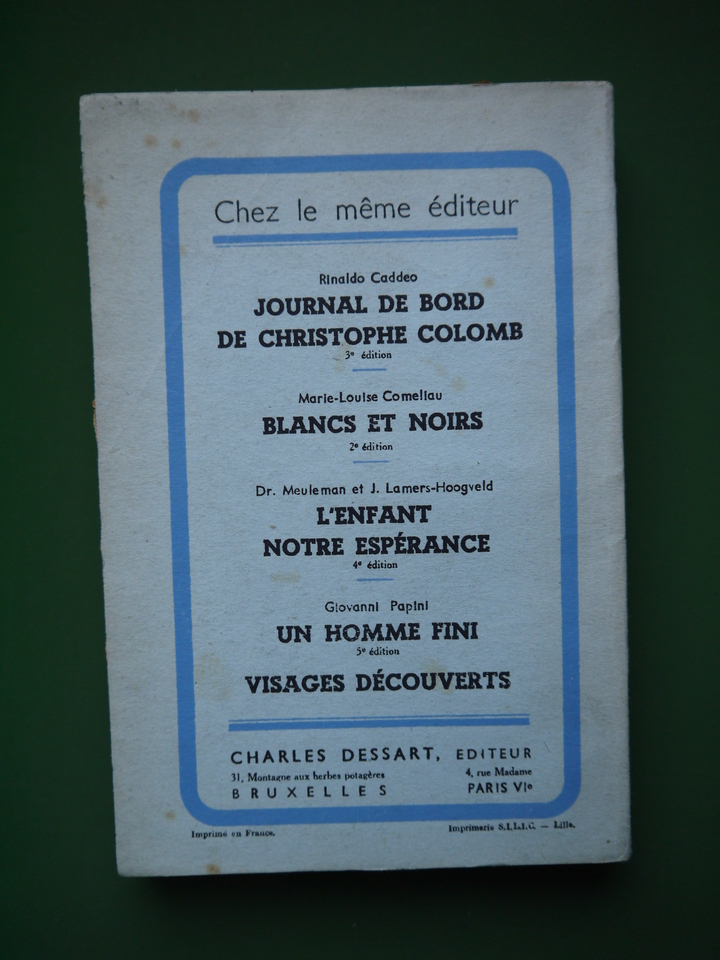 Chez le même éditeur
Rinaldo Caddeo
JOURNAL DE BORD
DE CHRISTOPHE COLOMB
3e édition
Marie-Louise Comeliau
BLANCS ET NOIRS
2e édition
Dr. Meuleman et J. Lamers-Hoogveld
L'ENFANT
NOTRE ESPÉRANCE
4e édition
Giovanni Papini
UN HOMME FINI
5e édition
VISAGES DÉCOUVERTS
CHARLES DESSART, EDITEUR
31, Montagne aux herbes potagères 4, rue Madame
BRUXELLES PARIS VIe
Imprimé en France. Imprimerie S.I.L.I.C. — Lille.